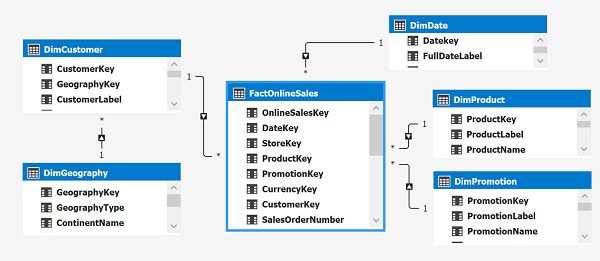 DimCustomer
CustomerKey
GeographyKey
CustomerLabel
1
*
*
1
DimGeography
GeographyKey
GeographyType
ContinentName
FactOnlineSales
OnlineSalesKey
DateKey
StoreKey
ProductKey
PromotionKey
CurrencyKey
CustomerKey
SalesOrderNumber
DimDate
Datekey
FullDateLabel
1
*
DimProduct
ProductKey
ProductLabel
ProductName
1
*
*
1
DimPromotion
PromotionKey
PromotionLabel
PromotionName